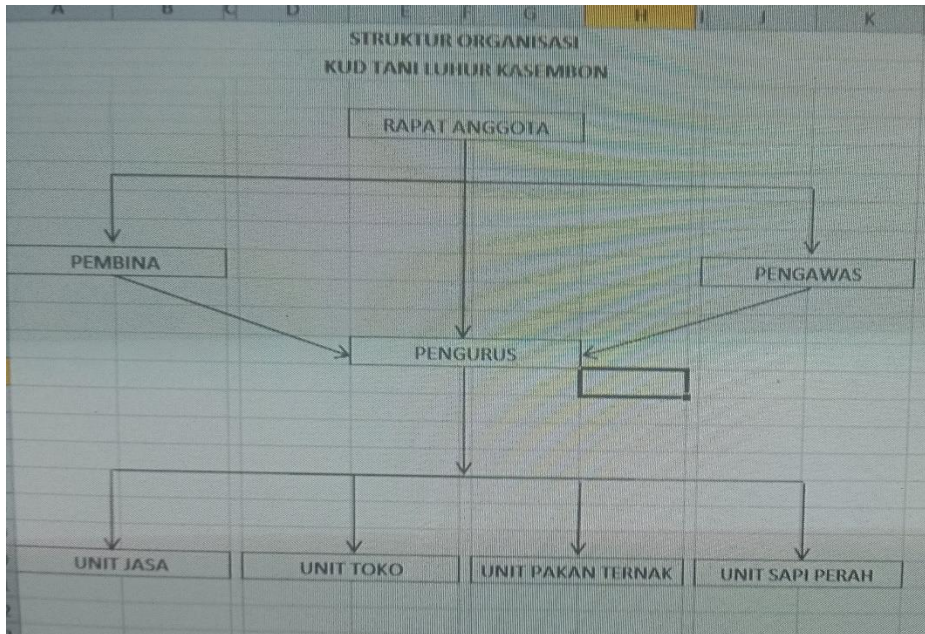 A B C D E F G H I J K
STRUKTUR ORGANISASI
KUD TANI LUHUR KASEMBON
RAPAT ANGGOTA
PEMBINA
PENGAWAS
PENGURUS
UNIT JASA UNIT TOKO UNIT PAKAN TERNAK UNIT SAPI PERAH